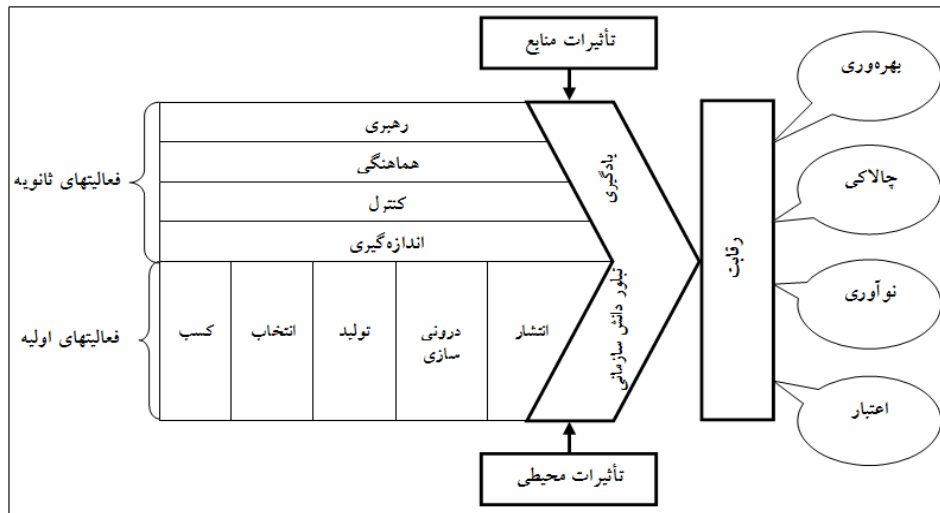 تأثیرات منابع
بهره‌وری
رهبری
هماهنگی
فعالیتهای ثانویه
کنترل
اندازه‌گیری
یادگیری
چالاکی
رقابت
فعالیتهای اولیه
کسب
انتخاب
تولید
درونی
سازی
انتشار
تبلور دانش سازمانی
نوآوری
اعتبار
تأثیرات محیطی